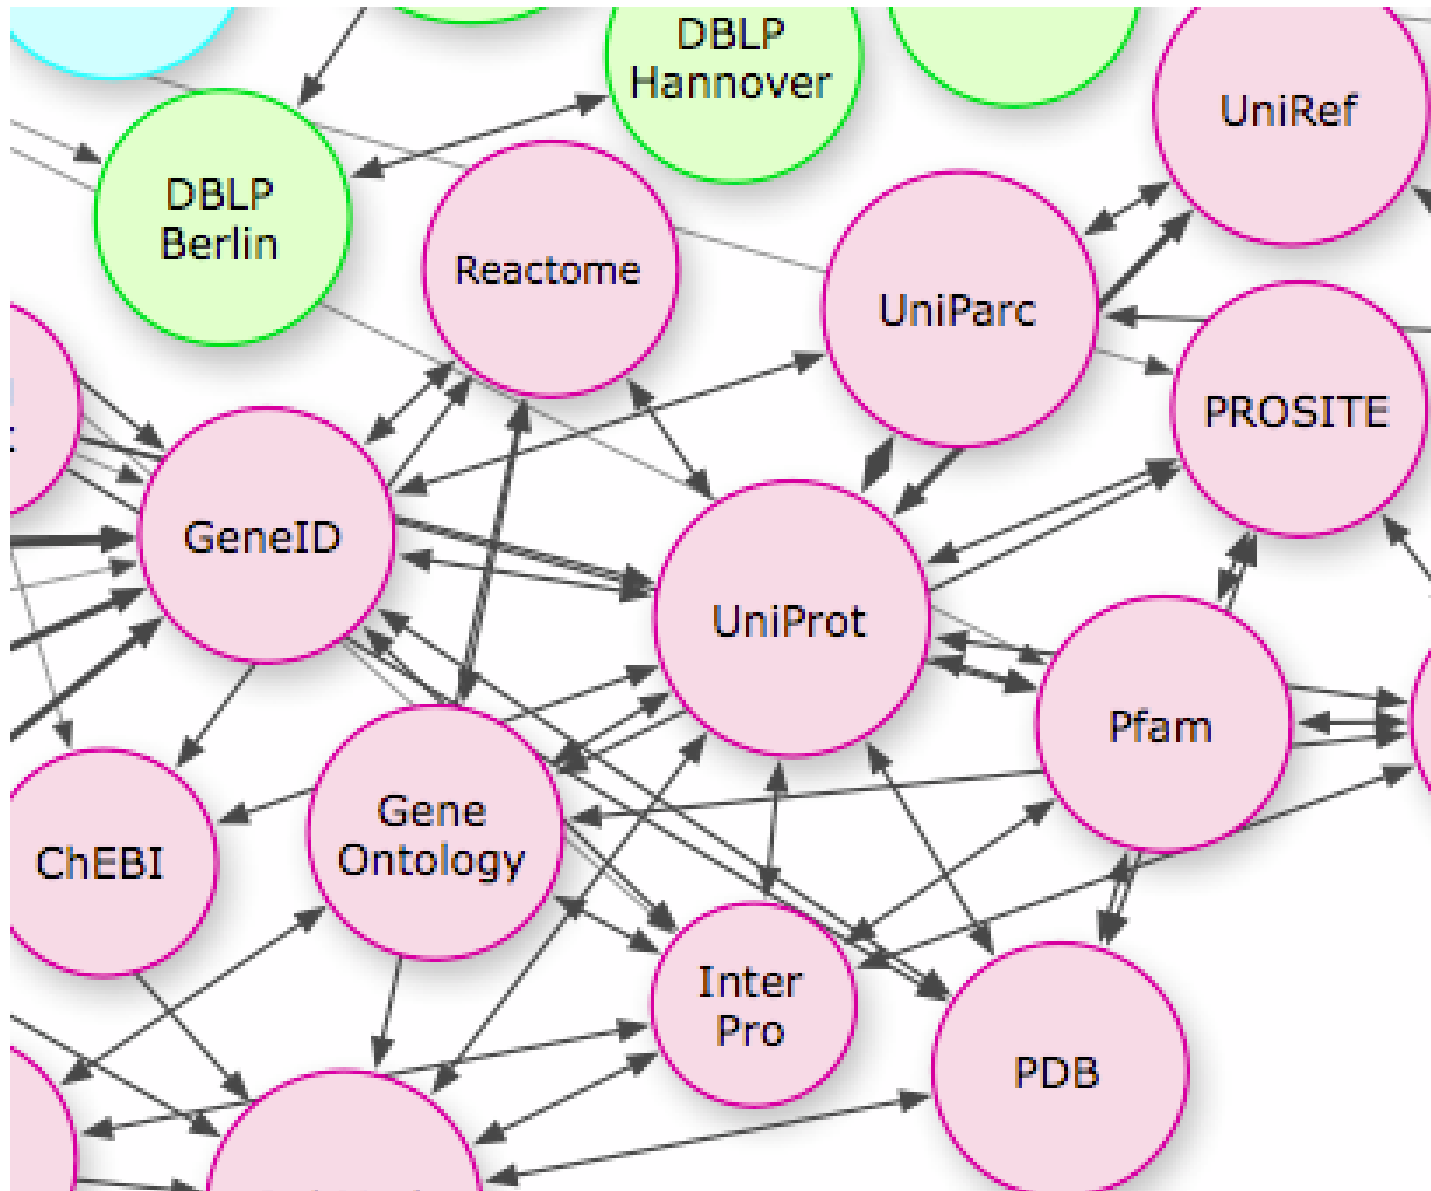 DBLP
Hannover
UniRef
DBLP
Berlin
Reactome
UniParc
PROSITE
GeneID
UniProt
Pfam
Gene
Ontology
ChEBI
Inter
Pro
PDB